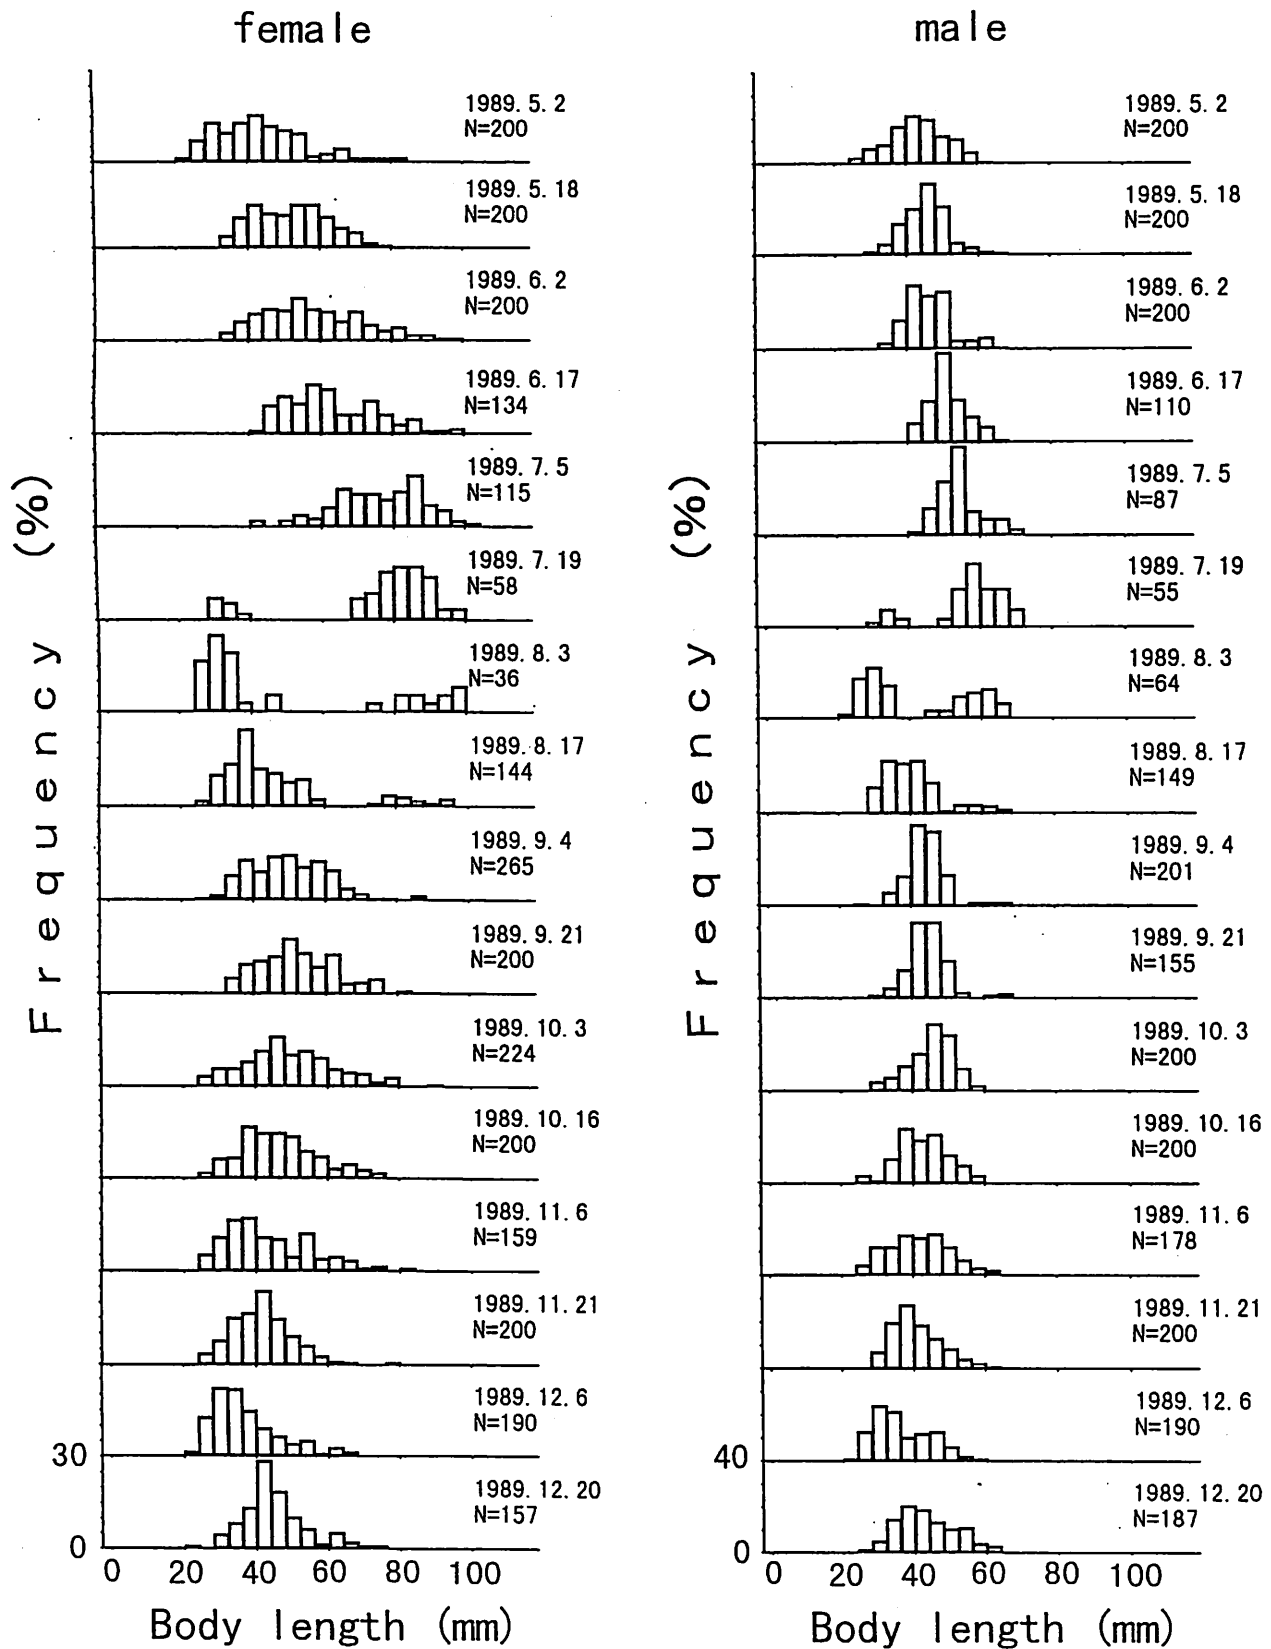 female
1989. 5. 2
N=200
1989. 5. 18
N=200
1989. 6. 2
N=200
1989. 6. 17
N=134
1989. 7. 5
N=115
1989. 7. 19
N=58
1989. 8. 3
N=36
1989. 8. 17
N=144
1989. 9. 4
N=265
1989. 9. 21
N=200
1989. 10. 3
N=224
1989. 10. 16
N=200
1989. 11. 6
N=159
1989. 11. 21
N=200
1989. 12. 6
N=190
1989. 12. 20
N=157
Frequency (%)
30
0
0 20 40 60 80 100
Body length (mm)
male
1989. 5. 2
N=200
1989. 5. 18
N=200
1989. 6. 2
N=200
1989. 6. 17
N=110
1989. 7. 5
N=87
1989. 7. 19
N=55
1989. 8. 3
N=64
1989. 8. 17
N=149
1989. 9. 4
N=201
1989. 9. 21
N=155
1989. 10. 3
N=200
1989. 10. 16
N=200
1989. 11. 6
N=178
1989. 11. 21
N=200
1989. 12. 6
N=190
1989. 12. 20
N=187
Frequency (%)
40
0
0 20 40 60 80 100
Body length (mm)